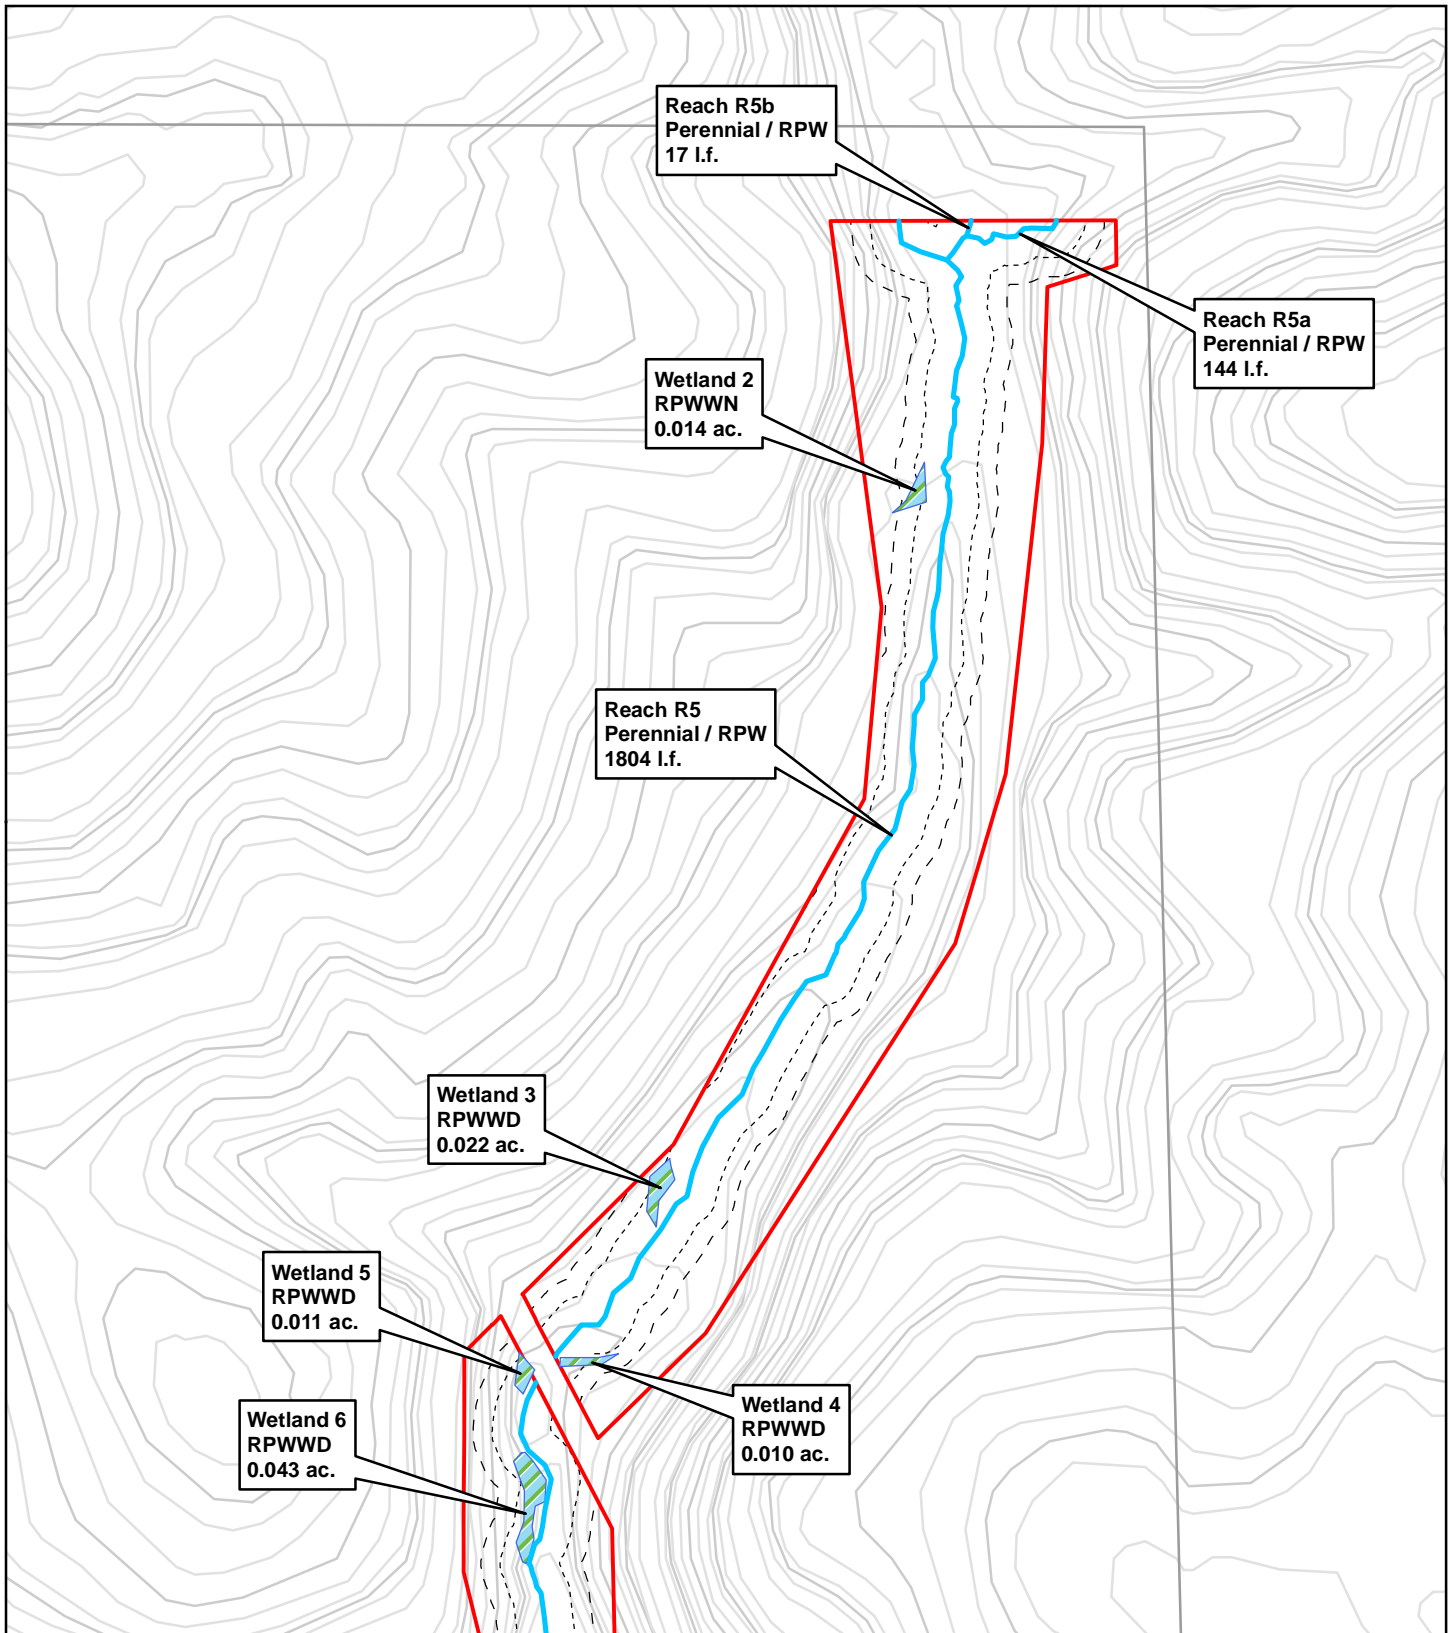 Reach R5b
Perennial / RPW
17 l.f.
Reach R5a
Perennial / RPW
144 l.f.
Wetland 2
RPWWN
0.014 ac.
Reach R5
Perennial / RPW
1804 l.f.
Wetland 3
RPWWD
0.022 ac.
Wetland 5
RPWWD
0.011 ac.
Wetland 4
RPWWD
0.010 ac.
Wetland 6
RPWWD
0.043 ac.